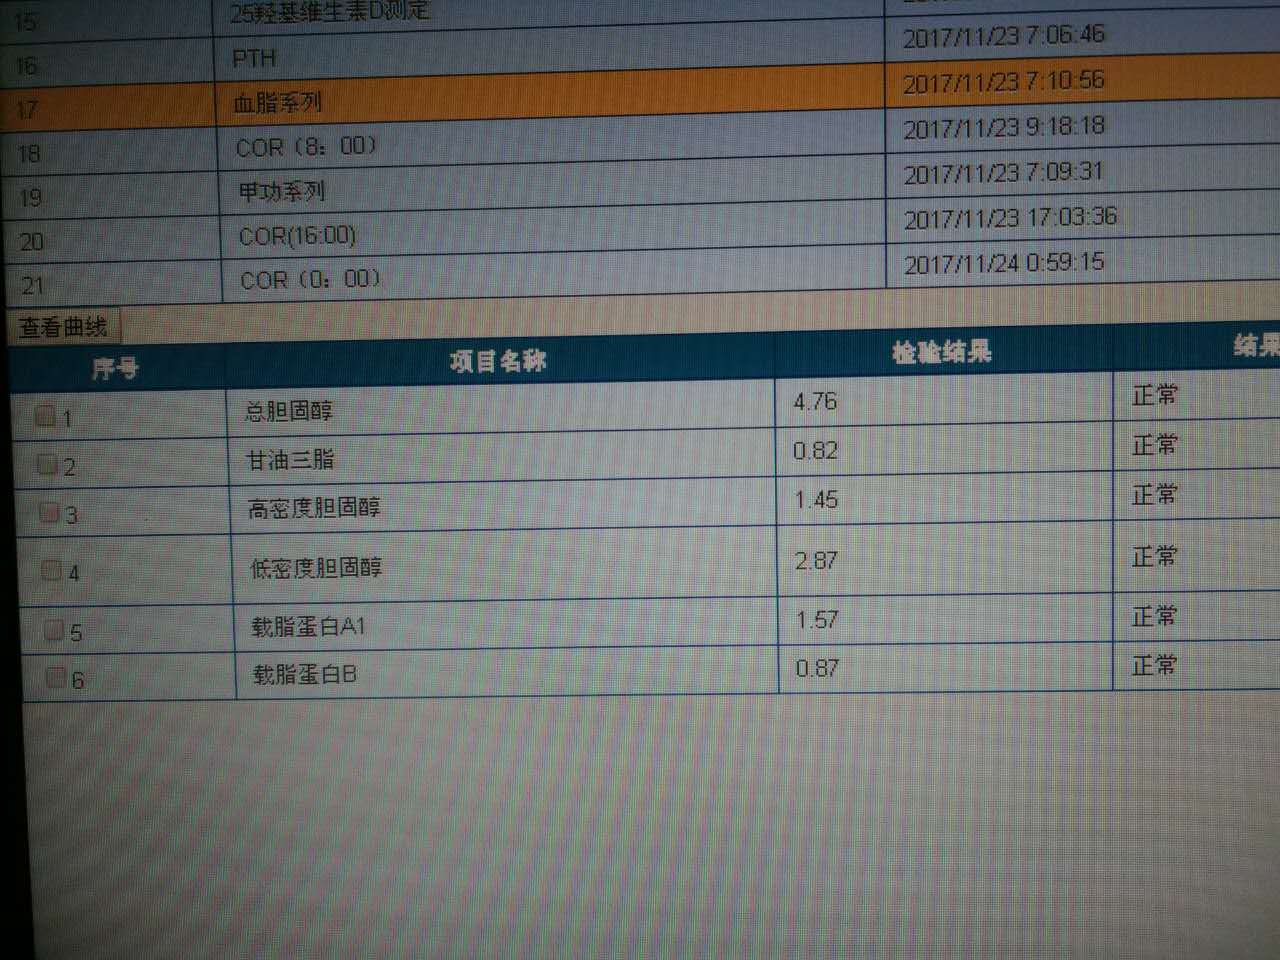 15 25羟基维生素D测定
16 PTH 2017/11/23 7:06:46
17 血脂系列 2017/11/23 7:10:56
18 COR（8：00） 2017/11/23 9:18:18
19 甲功系列 2017/11/23 7:09:31
20 COR(16:00) 2017/11/23 17:03:36
21 COR（0：00） 2017/11/24 0:59:15
查看曲线
序号 项目名称 检验结果 结果
1 总胆固醇 4.76 正常
2 甘油三脂 0.82 正常
3 高密度胆固醇 1.45 正常
4 低密度胆固醇 2.87 正常
5 载脂蛋白A1 1.57 正常
6 载脂蛋白B 0.87 正常